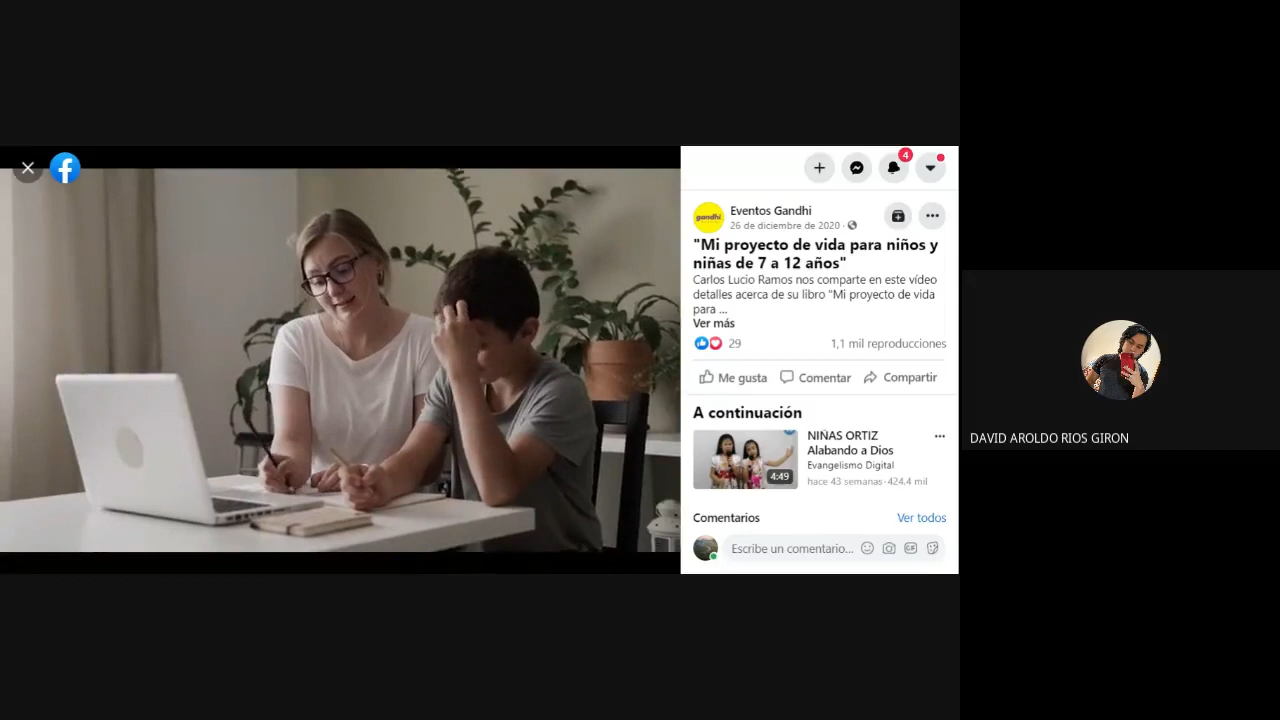 Eventos Gandhi
26 de diciembre de 2020 ·
"Mi proyecto de vida para niños y
niñas de 7 a 12 años"
Carlos Lucio Ramos nos comparte en este vídeo
detalles acerca de su libro "Mi proyecto de vida
para ...
Ver más
29
1,1 mil reproducciones
Me gusta
Comentar
Compartir
A continuación
NIÑAS ORTIZ
Alabando a Dios
Evangelismo Digital
hace 43 semanas · 424.4 mil
4:49
Comentarios
Ver todos
Escribe un comentario...
GIF
4
gandhi
DAVID AROLDO RIOS GIRON